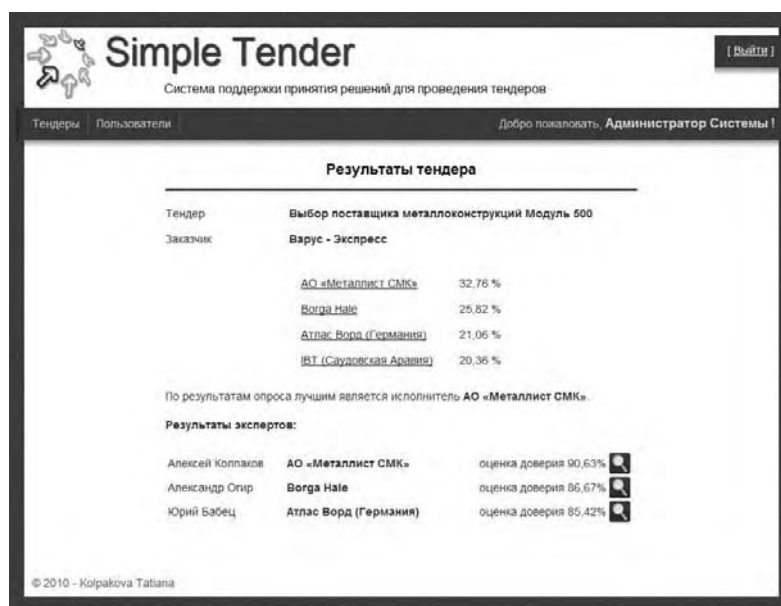 Simple Tender
[ Выйти ]
Система поддержки принятия решений для проведения тендеров
Тендеры Пользователи Добро пожаловать, Администратор Системы !
Результаты тендера
Тендер Выбор поставщика металлоконструкций Модуль 500
Заказчик Варус - Экспресс
АО «Металлист СМК» 32,76 %
Borga Hale 25,82 %
Атлас Ворд (Германия) 21,06 %
IBT (Саудовская Аравия) 20,36 %
По результатам опроса лучшим является исполнитель АО «Металлист СМК».
Результаты экспертов:
Алексей Колпаков АО «Металлист СМК» оценка доверия 90,63%
Александр Огир Borga Hale оценка доверия 86,67%
Юрий Бабец Атлас Ворд (Германия) оценка доверия 85,42%
© 2010 - Kolpakova Tatiana